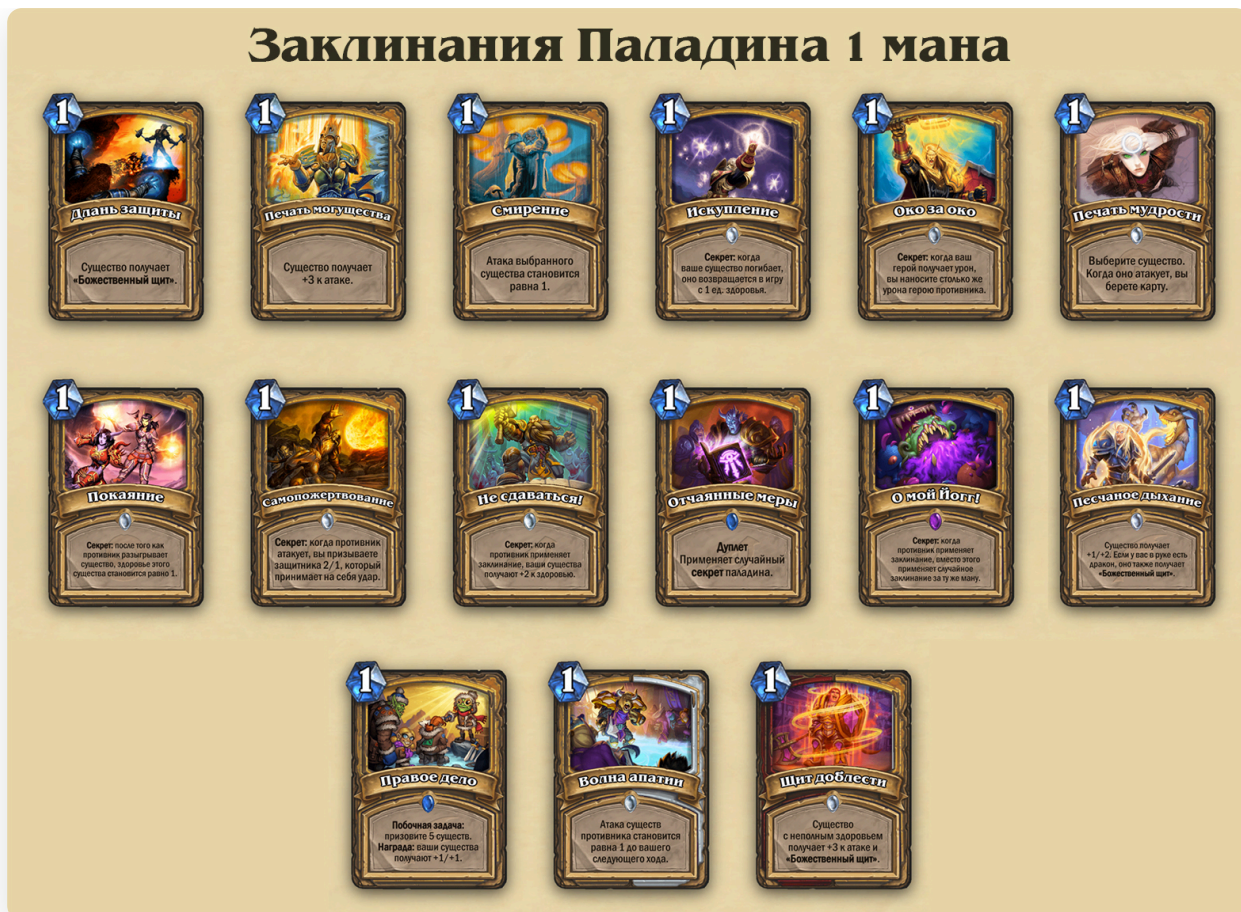 Заклинания Паладина 1 мана
1
Длань защиты
Существо получает
«Божественный щит».
1
Печать могущества
Существо получает
+3 к атаке.
1
Смирение
Атака выбранного
существа становится
равна 1.
1
Искупление
Секрет: когда
ваше существо погибает,
оно возвращается в игру
с 1 ед. здоровья.
1
Око за око
Секрет: когда ваш
герой получает урон,
вы наносите столько же
урона герою противника.
1
Печать мудрости
Выберите существо.
Когда оно атакует, вы
берете карту.
1
Покаяние
Секрет: после того как
противник разыгрывает
существо, здоровье этого
существа становится равно 1.
1
Самопожертвование
Секрет: когда противник
атакует, вы призываете
защитника 2/1, который
принимает на себя удар.
1
Не сдаваться!
Секрет: когда
противник применяет
заклинание, ваши существа
получают +2 к здоровью.
1
Отчаянные меры
Дуплет
Применяет случайный
секрет паладина.
1
О мой Йогг!
Секрет: когда
противник применяет
заклинание, вместо этого
применяет случайное
заклинание за ту же ману.
1
Песчаное дыхание
Существо получает
+1/+2. Если у вас в руке есть
дракон, оно также получает
«Божественный щит».
1
Правое дело
Побочная задача:
призовите 5 существ.
Награда: ваши существа
получают +1/+1.
1
Волна апатии
Атака существ
противника становится
равна 1 до вашего
следующего хода.
1
Щит доблести
Существо
с неполным здоровьем
получает +3 к атаке и
«Божественный щит».